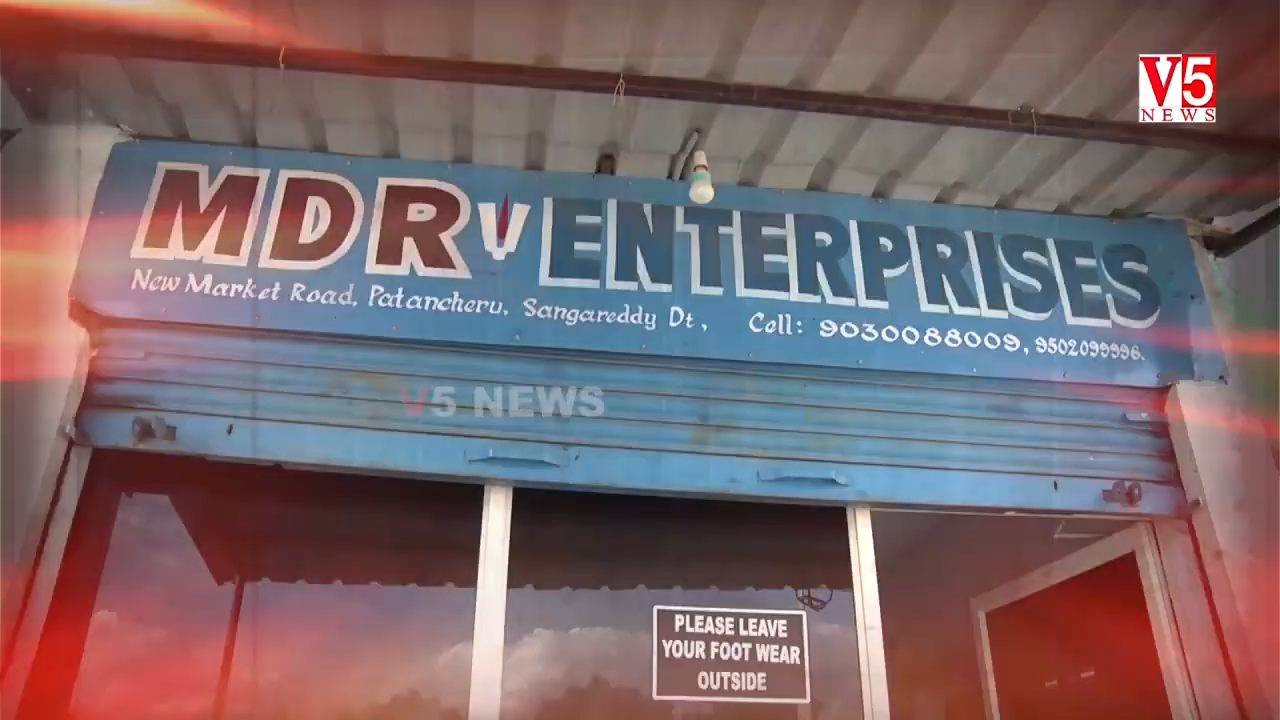 V5
NEWS
MDR ENTERPRISES
New Market Road, Patancheru, Sangareddy Dt, Cell: 9030088009, 9502099996.
V5 NEWS
PLEASE LEAVE
YOUR FOOT WEAR
OUTSIDE